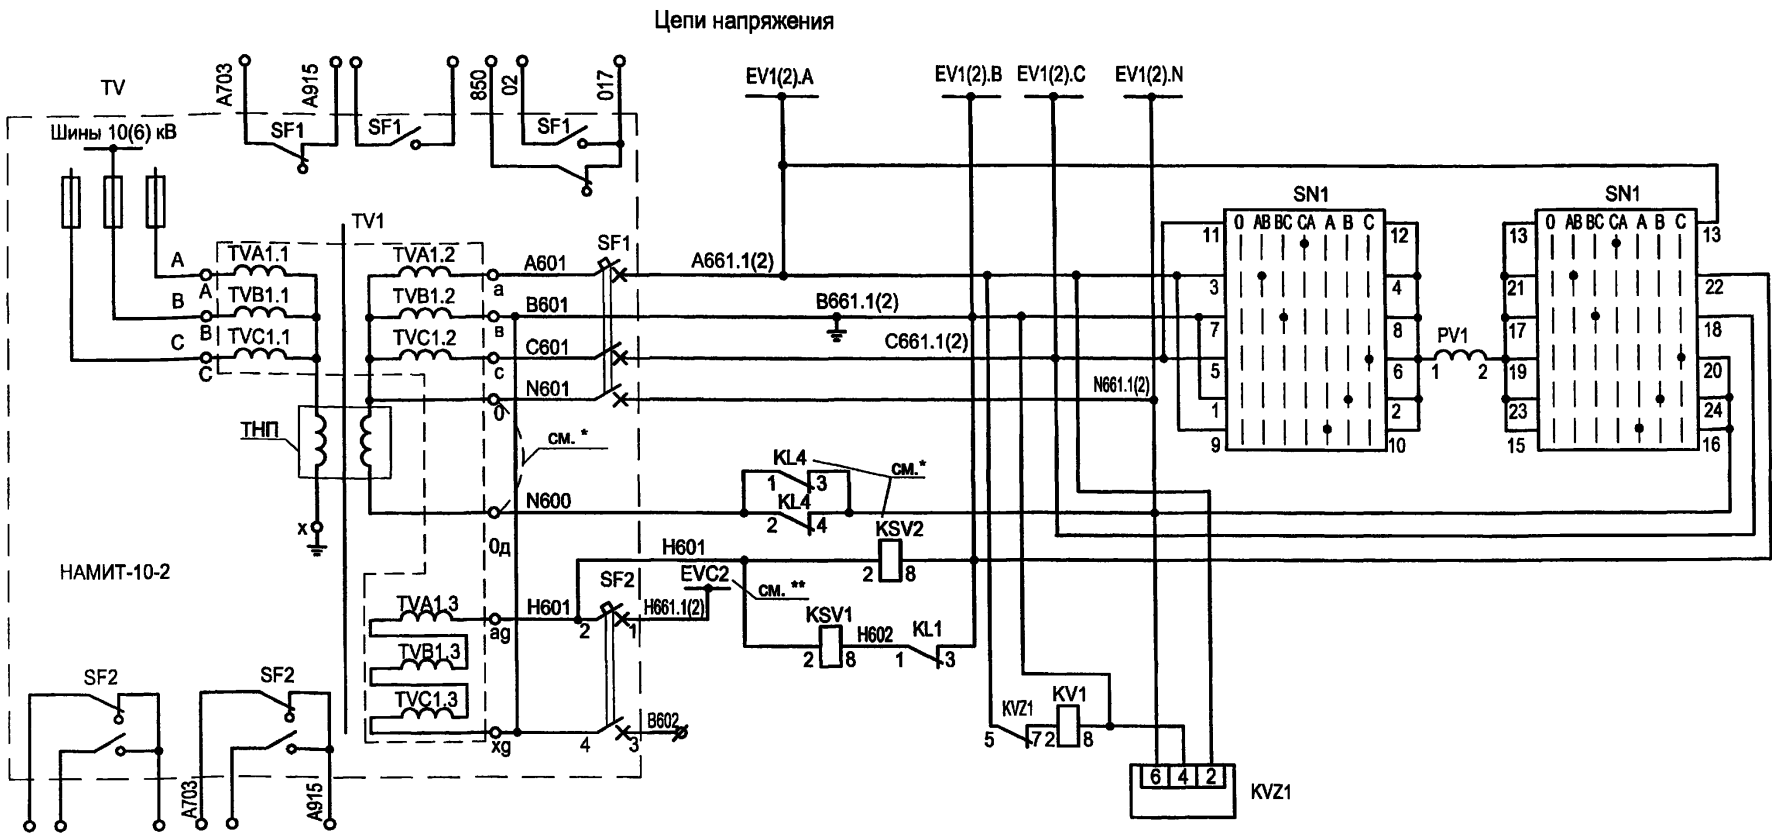 Цепи напряжения
TV
A703
A915
850
02
017
EV1(2).A
EV1(2).B
EV1(2).C
EV1(2).N
Шины 10(6) кВ
SF1
SF1
SF1
SN1
SN1
TV1
0 AB BC CA A B C
0 AB BC CA A B C
11
12
13
13
A
TVA1.1
TVA1.2
A601
SF1
A661.1(2)
A
a
3
4
21
22
B
TVB1.1
TVB1.2
B601
B661.1(2)
B
в
7
8
17
18
PV1
C
TVC1.1
TVC1.2
C601
C661.1(2)
C
c
5
6
1
2
19
20
N601
N661.1(2)
0
1
2
23
24
9
10
15
16
ТНП
см. *
KL4
1
3
см.*
KL4
2
4
N600
KSV2
x
0д
H601
2
8
НАМИТ-10-2
SF2
EVC2
см. **
TVA1.3
H601
H661.1(2)
ag
2
1
KSV1
H602
KL1
2
8
1
3
TVB1.3
SF2
SF2
TVC1.3
KVZ1
KV1
B602
xg
4
3
5
7
2
8
6
4
2
KVZ1
A703
A915